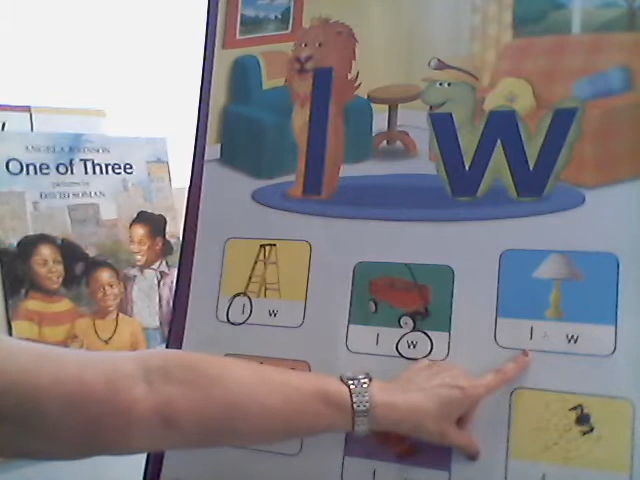 ANGELA JOHNSON
One of Three
pictures by
DAVID SOMAN
l w
l w
l w
l w